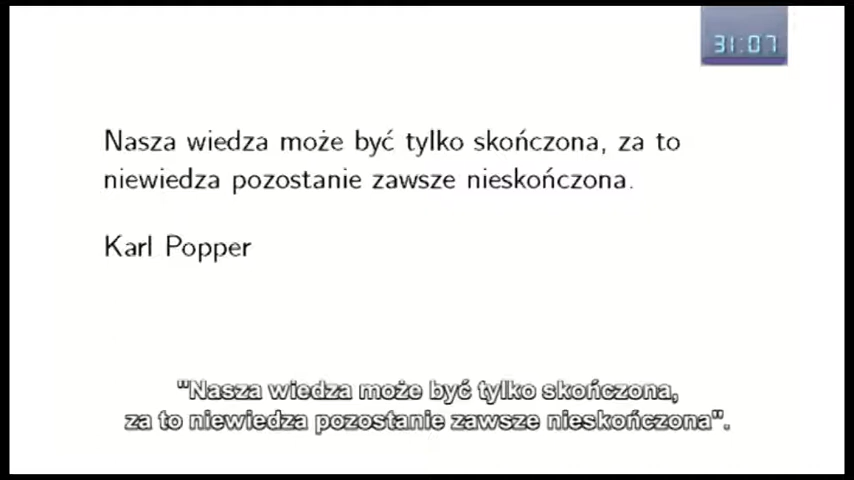 31:07
Nasza wiedza może być tylko skończona, za to
niewiedza pozostanie zawsze nieskończona.
Karl Popper
"Nasza wiedza może być tylko skończona,
za to niewiedza pozostanie zawsze nieskończona".